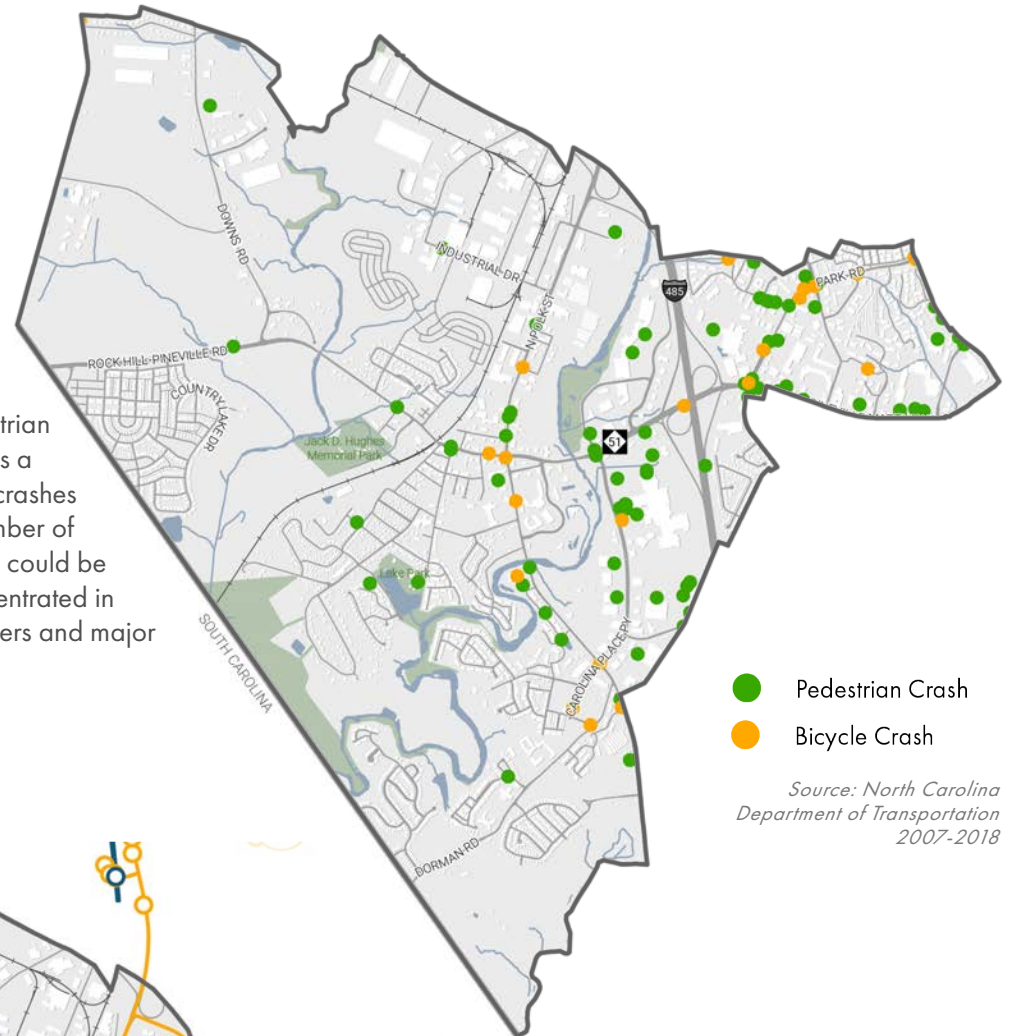 DOWNS RD
INDUSTRIAL DR
N POLK ST
485
PARK RD
ROCK HILL-PINEVILLE RD
COUNTRY LAKE DR
Jack D. Hughes
Memorial Park
51
Lake Park
SOUTH CAROLINA
CAROLINA PLACE PY
DORMAN RD
trian
s a
crashes
mber of
could be
entrated in
ers and major
Pedestrian Crash
Bicycle Crash
Source: North Carolina
Department of Transportation
2007-2018